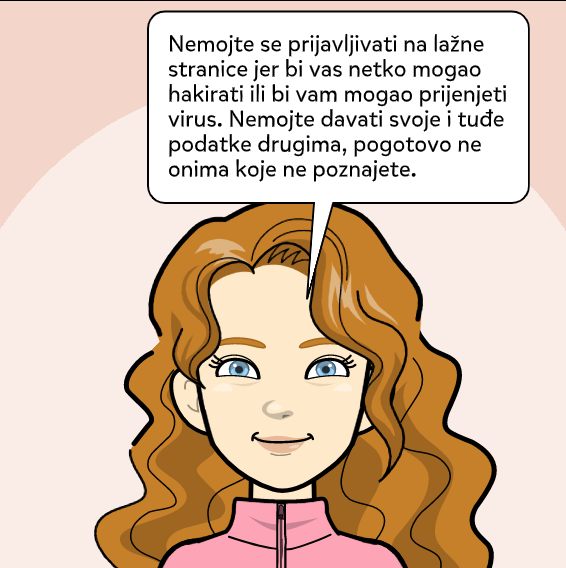 Nemojte se prijavljivati na lažne
stranice jer bi vas netko mogao
hakirati ili bi vam mogao prijenjeti
virus. Nemojte davati svoje i tuđe
podatke drugima, pogotovo ne
onima koje ne poznajete.